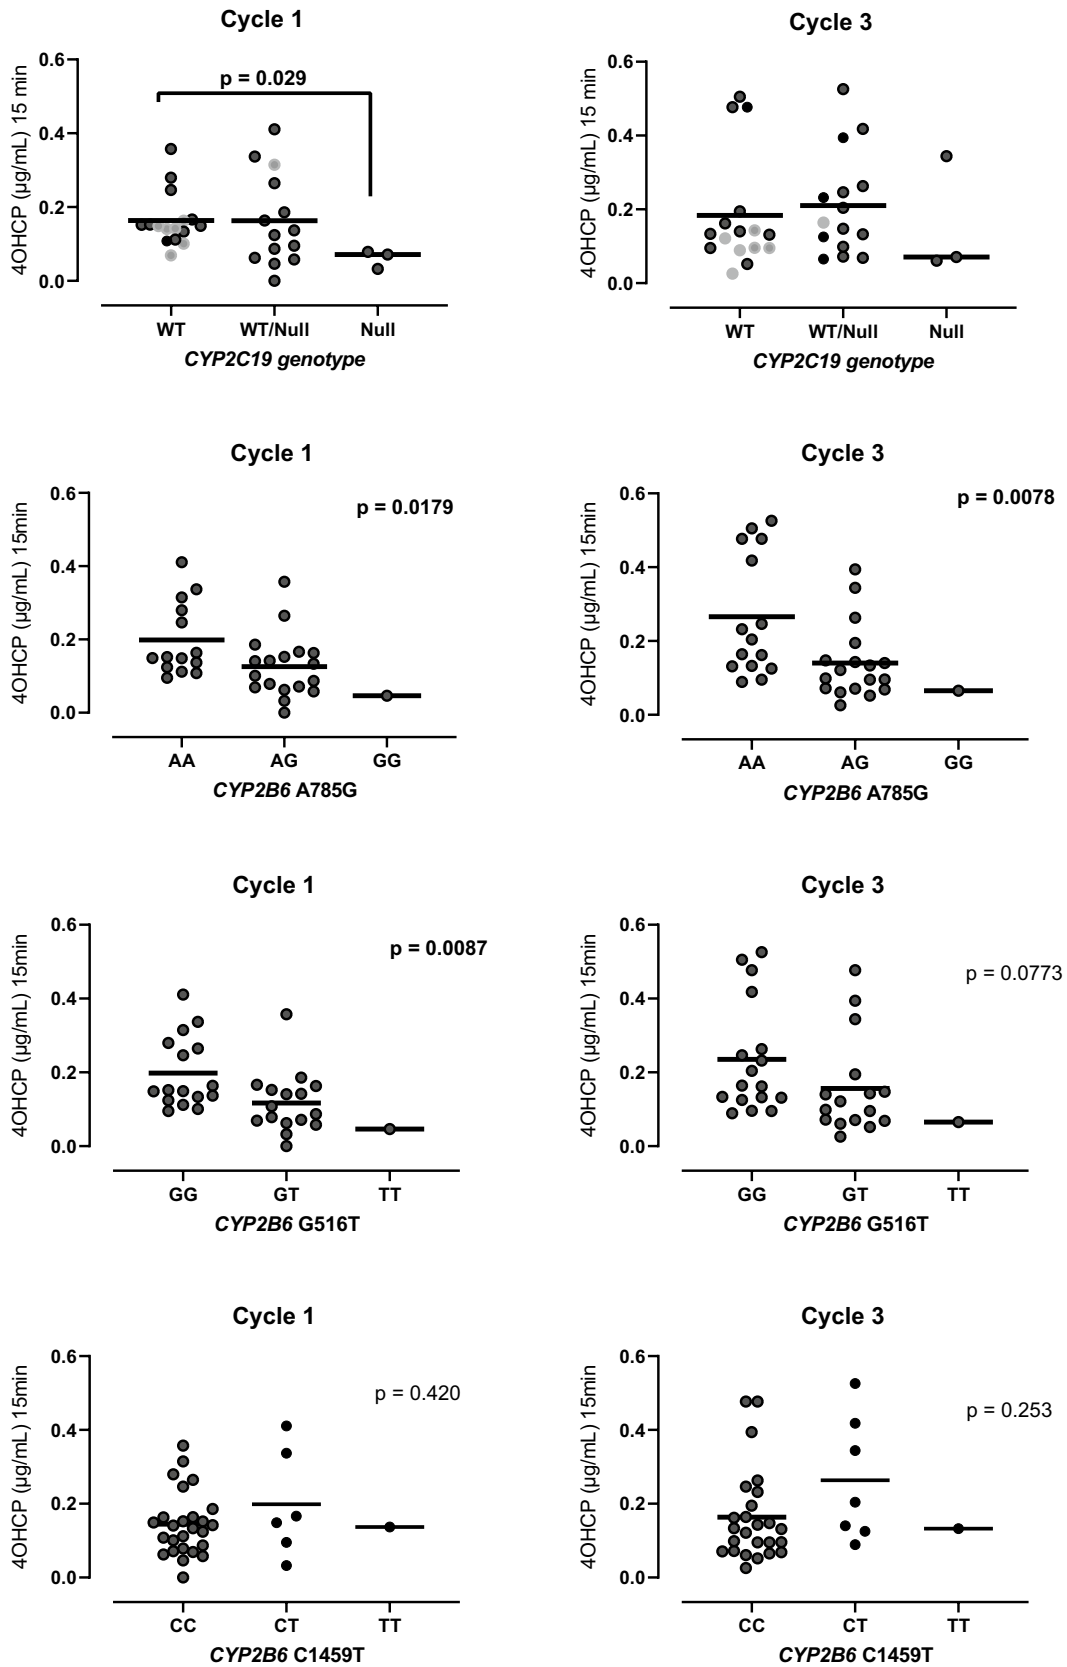 Cycle 1
4OHCP (µg/mL) 15 min
0.6
0.4
0.2
0.0
p = 0.029
WT WT/Null Null
CYP2C19 genotype
Cycle 3
4OHCP (µg/mL) 15 min
0.6
0.4
0.2
0.0
WT WT/Null Null
CYP2C19 genotype
Cycle 1
4OHCP (µg/mL) 15min
0.6
0.4
0.2
0.0
p = 0.0179
AA AG GG
CYP2B6 A785G
Cycle 3
4OHCP (µg/mL) 15min
0.6
0.4
0.2
0.0
p = 0.0078
AA AG GG
CYP2B6 A785G
Cycle 1
4OHCP (µg/mL) 15min
0.6
0.4
0.2
0.0
p = 0.0087
GG GT TT
CYP2B6 G516T
Cycle 3
4OHCP (µg/mL) 15min
0.6
0.4
0.2
0.0
p = 0.0773
GG GT TT
CYP2B6 G516T
Cycle 1
4OHCP (µg/mL) 15min
0.6
0.4
0.2
0.0
p = 0.420
CC CT TT
CYP2B6 C1459T
Cycle 3
4OHCP (µg/mL) 15min
0.6
0.4
0.2
0.0
p = 0.253
CC CT TT
CYP2B6 C1459T